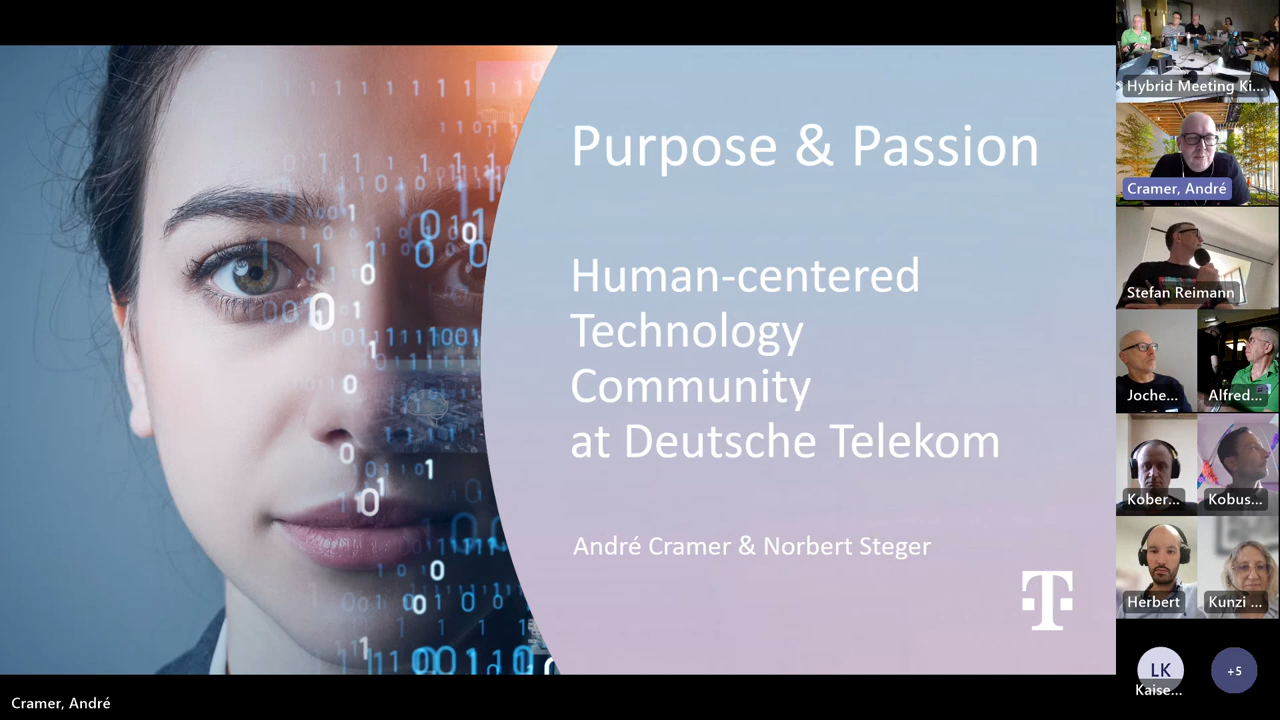 Purpose & Passion
Human-centered
Technology
Community
at Deutsche Telekom
André Cramer & Norbert Steger
T
Hybrid Meeting Ki...
Cramer, André
Stefan Reimann
Joche...
Alfred...
Kober...
Kobus...
Herbert
Kunzi ...
LK
Kaise...
+5
Cramer, André